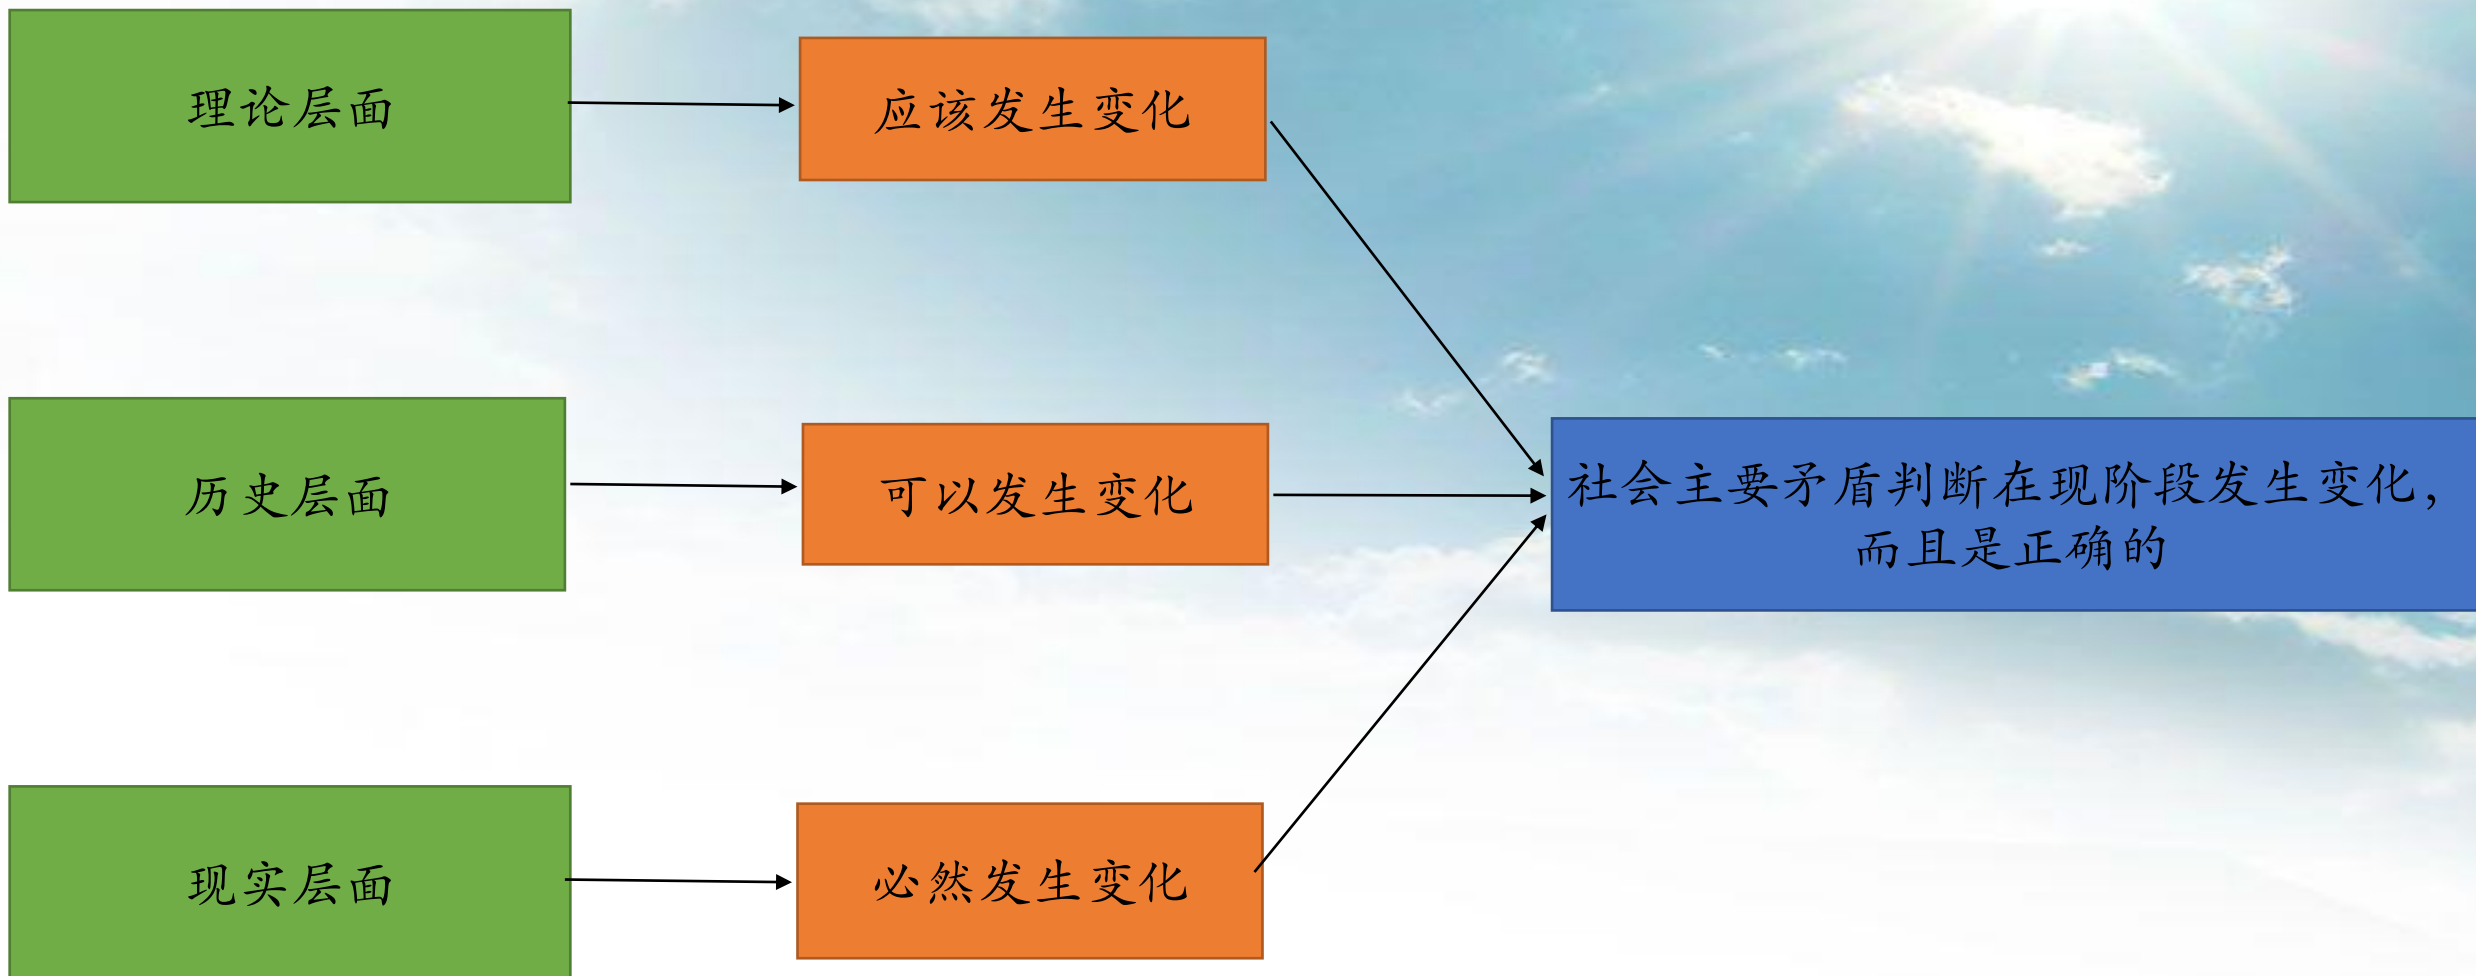 理论层面
应该发生变化
历史层面
可以发生变化
社会主要矛盾判断在现阶段发生变化，
而且是正确的
现实层面
必然发生变化